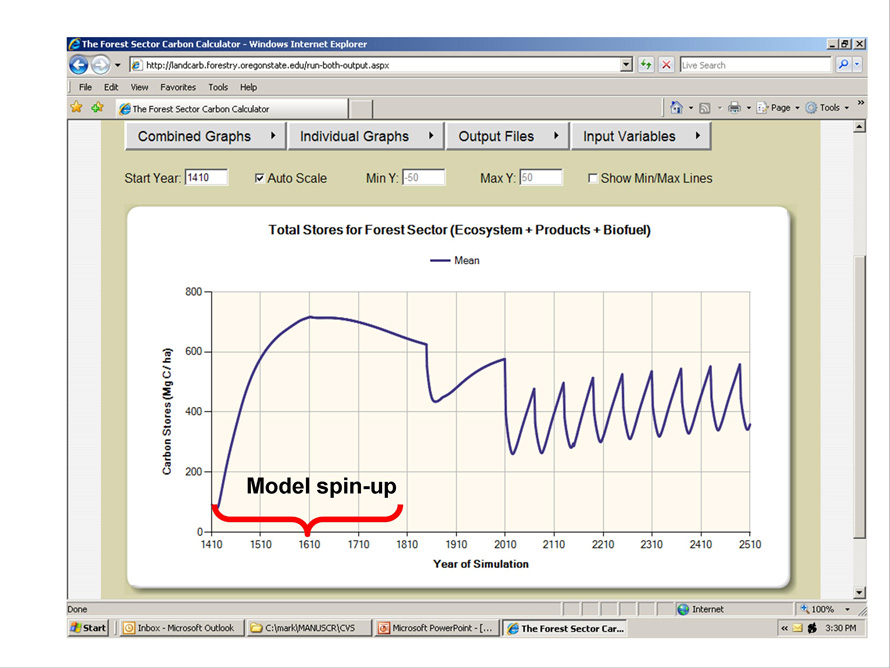 The Forest Sector Carbon Calculator - Windows Internet Explorer
http://landcarb.forestry.oregonstate.edu/run-both-output.aspx
Live Search
File Edit View Favorites Tools Help
The Forest Sector Carbon Calculator
Page Tools »
Combined Graphs Individual Graphs Output Files Input Variables
Start Year: 1410 Auto Scale Min Y: -50 Max Y: 50 Show Min/Max Lines
Total Stores for Forest Sector (Ecosystem + Products + Biofuel)
Mean
Carbon Stores (Mg C / ha)
800
600
400
200
0
Model spin-up
1410 1510 1610 1710 1810 1910 2010 2110 2210 2310 2410 2510
Year of Simulation
Done Internet 100%
Start Inbox - Microsoft Outlook C:\mark\MANUSCR\CVS Microsoft PowerPoint - [... The Forest Sector Car... « 3:30 PM